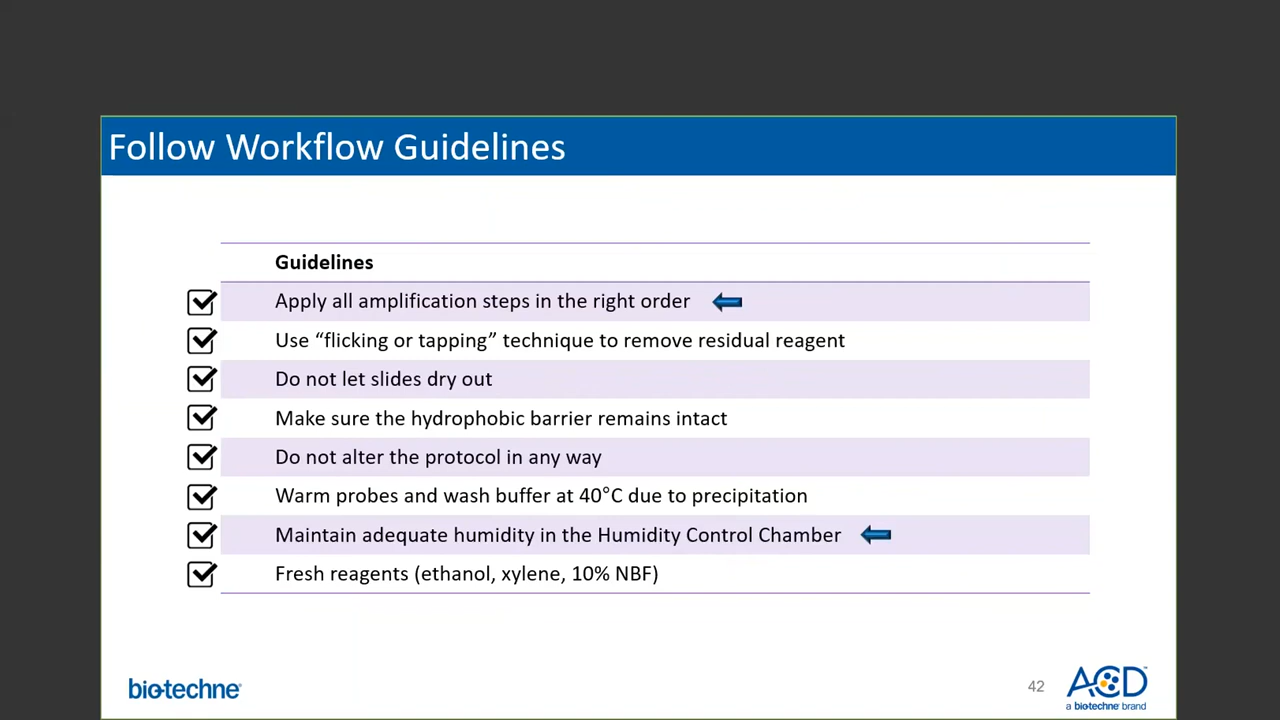 Follow Workflow Guidelines
Guidelines
Apply all amplification steps in the right order
Use “flicking or tapping” technique to remove residual reagent
Do not let slides dry out
Make sure the hydrophobic barrier remains intact
Do not alter the protocol in any way
Warm probes and wash buffer at 40°C due to precipitation
Maintain adequate humidity in the Humidity Control Chamber
Fresh reagents (ethanol, xylene, 10% NBF)
bio-techne®
42
ACD™
a bio-techne® brand